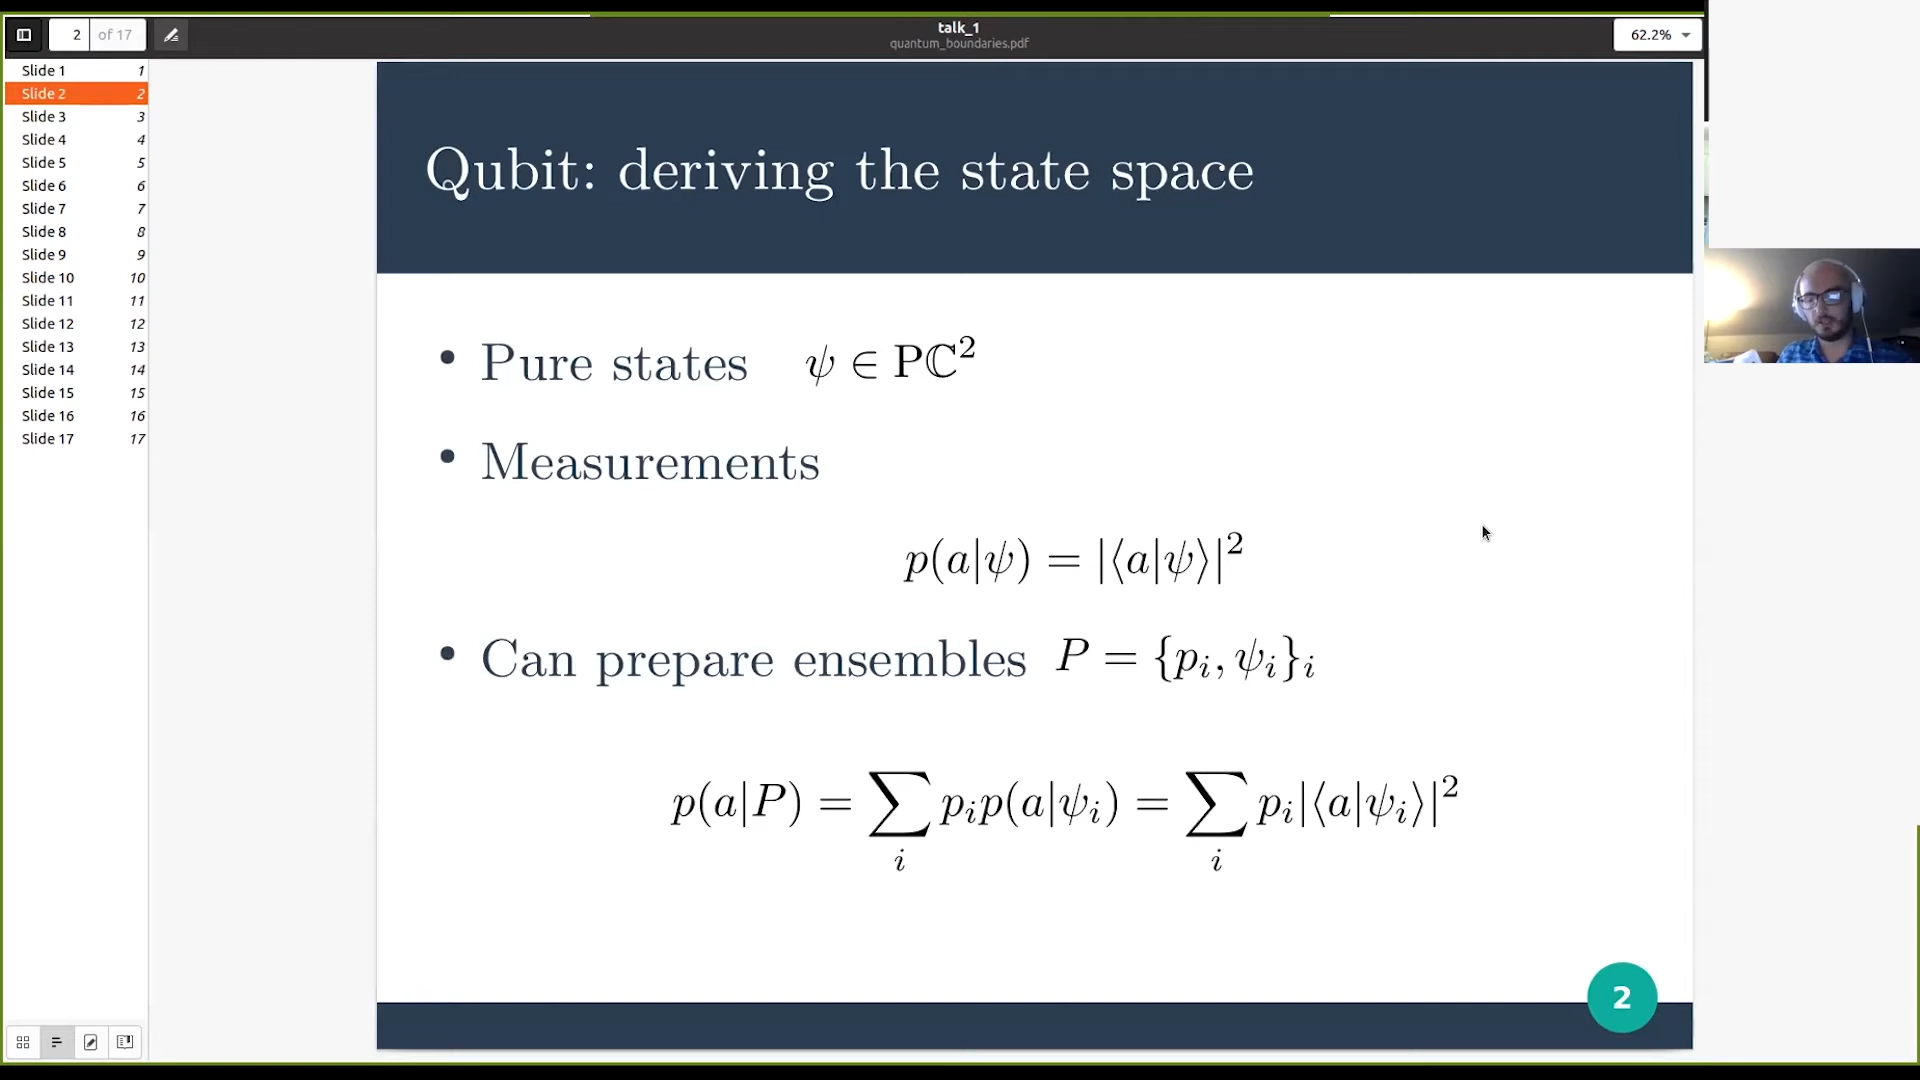 2 of 17
talk_1
quantum_boundaries.pdf
62.2%
Slide 1 1
Slide 2 2
Slide 3 3
Slide 4 4
Slide 5 5
Slide 6 6
Slide 7 7
Slide 8 8
Slide 9 9
Slide 10 10
Slide 11 11
Slide 12 12
Slide 13 13
Slide 14 14
Slide 15 15
Slide 16 16
Slide 17 17
Qubit: deriving the state space
• Pure states ψ ∈ Pℂ²
• Measurements
p(a|ψ) = |⟨a|ψ⟩|²
• Can prepare ensembles P = {pᵢ, ψᵢ}ᵢ
p(a|P) = ∑ᵢ pᵢp(a|ψᵢ) = ∑ᵢ pᵢ|⟨a|ψᵢ⟩|²
2